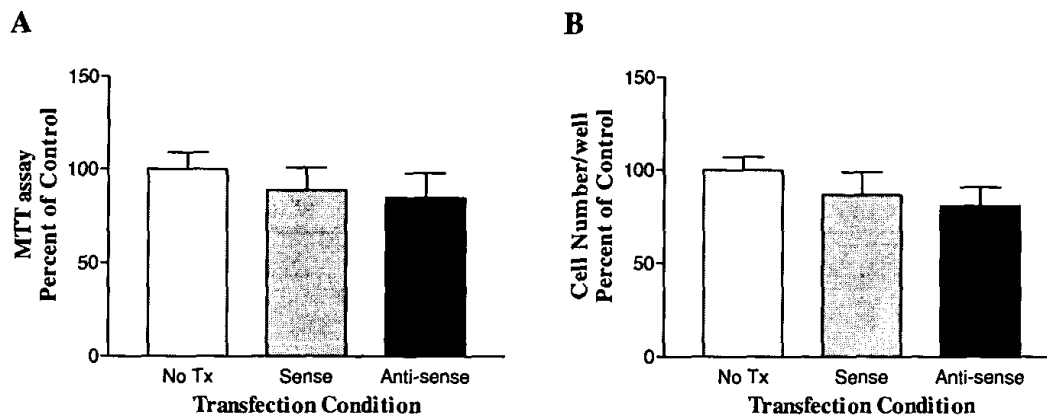 A
MTT assay
Percent of Control
150
100
50
0
No Tx
Sense
Anti-sense
Transfection Condition
B
Cell Number/well
Percent of Control
150
100
50
0
No Tx
Sense
Anti-sense
Transfection Condition